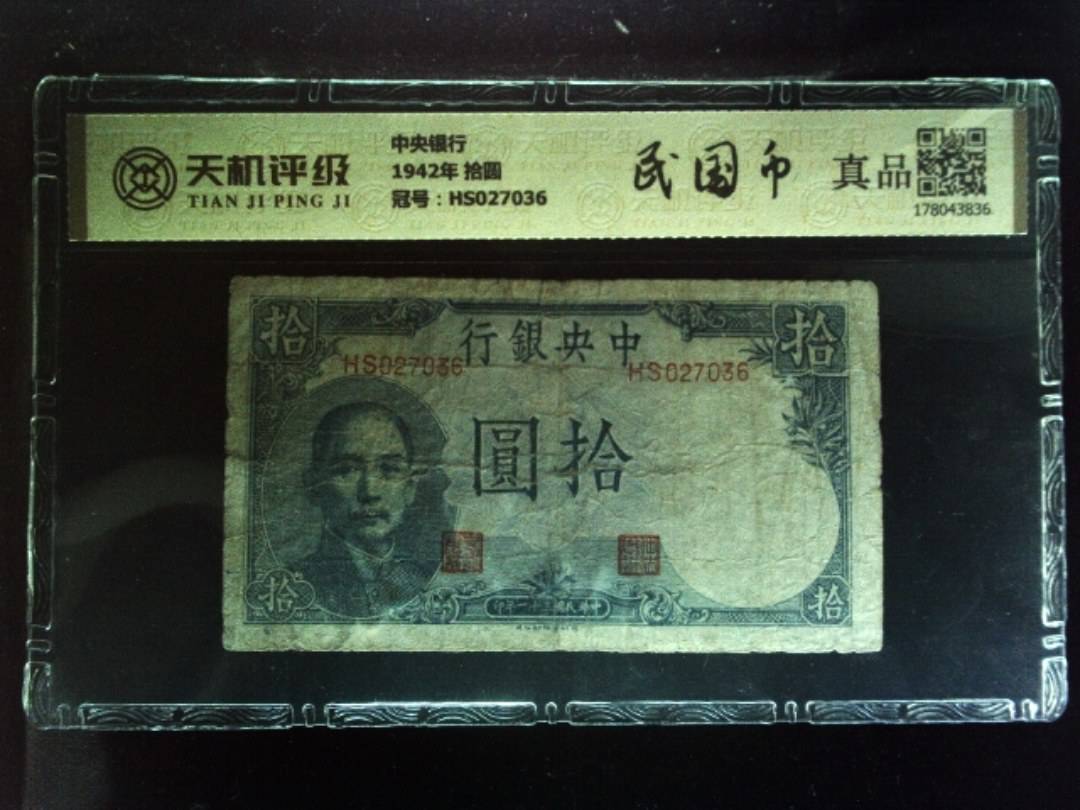 天机评级
TIAN JI PING JI
中央银行
1942年 拾圆
冠号：HS027036
民国币
真品
178043836
拾
行銀央中
拾
HS027036
HS027036
圓拾
拾
拾